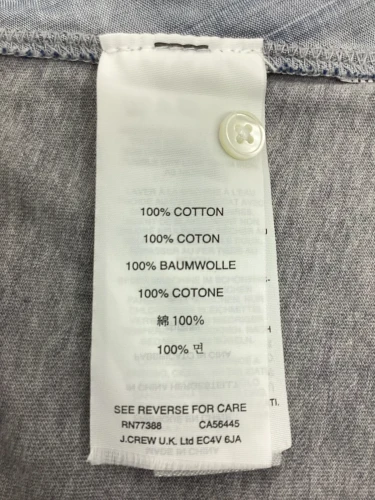 100% COTTON
100% COTON
100% BAUMWOLLE
100% COTONE
綿 100%
100% 면
SEE REVERSE FOR CARE
RN77388 CA56445
J.CREW U.K. Ltd EC4V 6JA